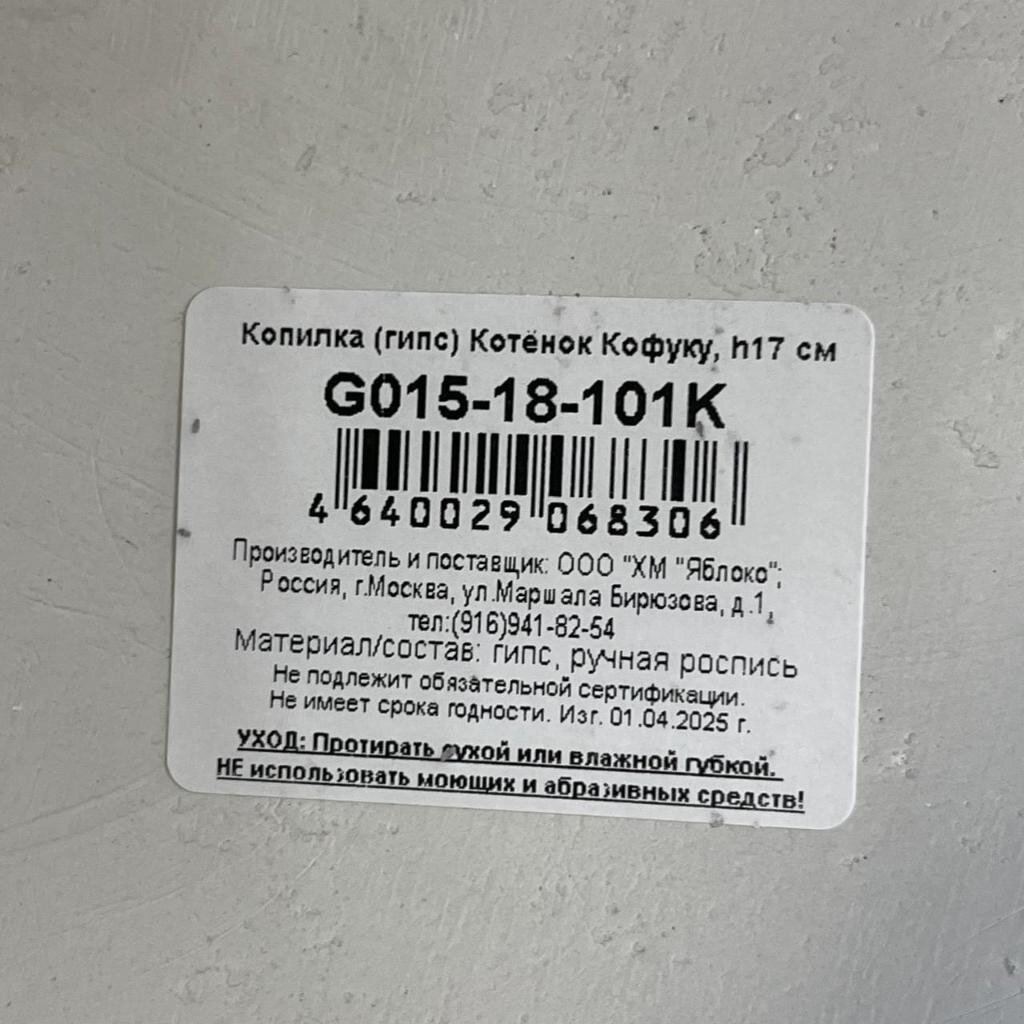 Копилка (гипс) Котёнок Кофуку, h17 см
G015-18-101K
4 640029 068306
Производитель и поставщик: ООО "ХМ "Яблоко";
Россия, г.Москва, ул.Маршала Бирюзова, д.1,
тел:(916)941-82-54
Материал/состав: гипс, ручная роспись
Не подлежит обязательной сертификации.
Не имеет срока годности. Изг. 01.04.2025 г.
УХОД: Протирать сухой или влажной губкой.
НЕ использовать моющих и абразивных средств!